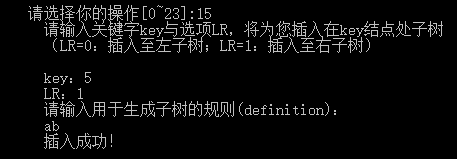 请选择你的操作[0~23]:15
请输入关键字key与选项LR，将为您插入在key结点处子树
（LR=0：插入至左子树；LR=1：插入至右子树）
key：5
LR：1
请输入用于生成子树的规则(definition)：
ab
插入成功!